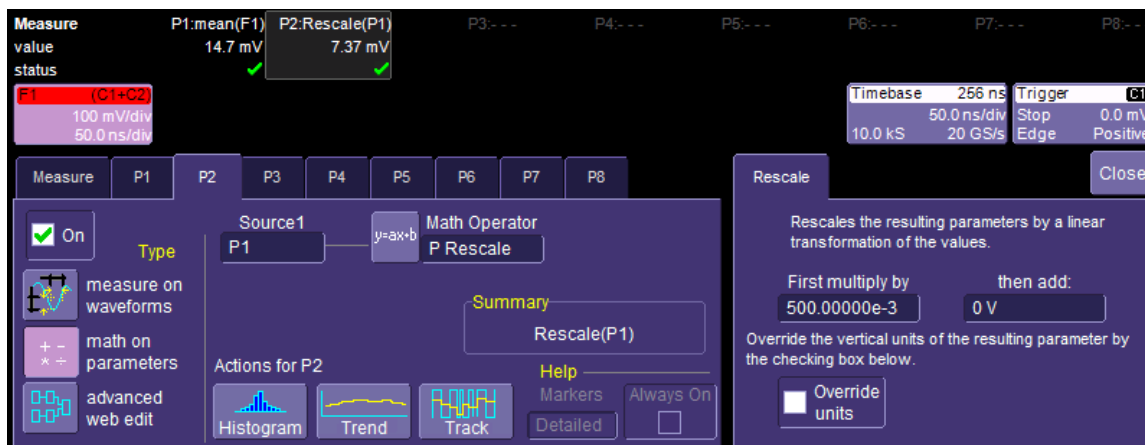 Measure P1:mean(F1) P2:Rescale(P1) P3:- - - P4:- - - P5:- - - P6:- - - P7:- - - P8:- -
value 14.7 mV 7.37 mV
status
F1 (C1+C2)
100 mV/div
50.0 ns/div
Timebase 256 ns
50.0 ns/div
10.0 kS 20 GS/s
Trigger C1
Stop 0.0 mV
Edge Positive
Measure P1 P2 P3 P4 P5 P6 P7 P8
Rescale
Close
On
Type
measure on
waveforms
math on
parameters
advanced
web edit
Source1
P1
y=ax+b
Math Operator
P Rescale
Summary
Rescale(P1)
Actions for P2
Histogram
Trend
Track
Help
Markers
Detailed
Always On
Rescales the resulting parameters by a linear
transformation of the values.
First multiply by
500.00000e-3
then add:
0 V
Override the vertical units of the resulting parameter by
the checking box below.
Override
units